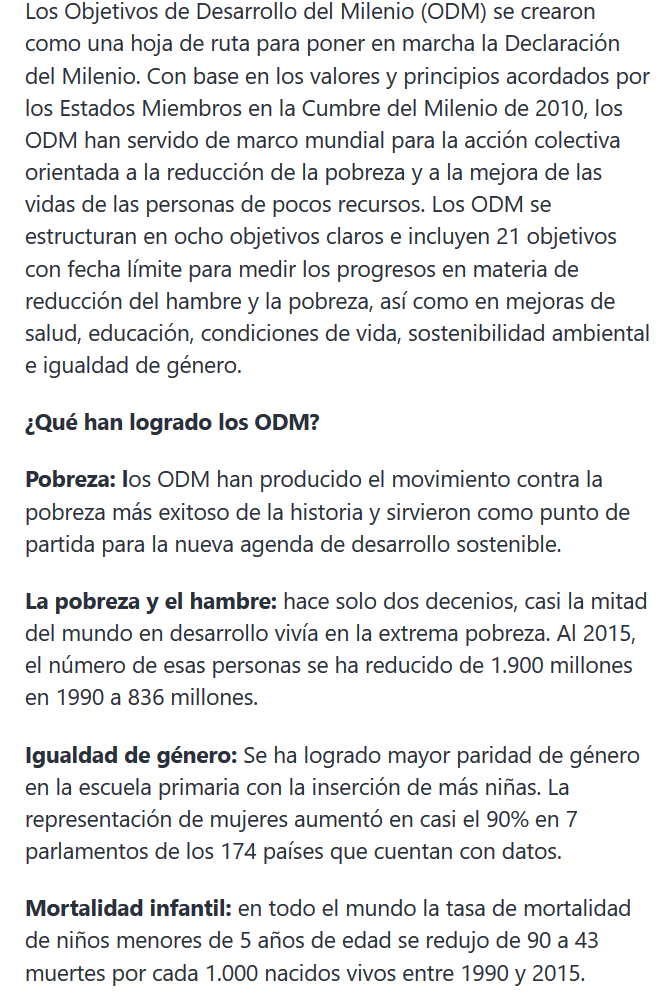 Los Objetivos de Desarrollo del Milenio (ODM) se crearon
como una hoja de ruta para poner en marcha la Declaración
del Milenio. Con base en los valores y principios acordados por
los Estados Miembros en la Cumbre del Milenio de 2010, los
ODM han servido de marco mundial para la acción colectiva
orientada a la reducción de la pobreza y a la mejora de las
vidas de las personas de pocos recursos. Los ODM se
estructuran en ocho objetivos claros e incluyen 21 objetivos
con fecha límite para medir los progresos en materia de
reducción del hambre y la pobreza, así como en mejoras de
salud, educación, condiciones de vida, sostenibilidad ambiental
e igualdad de género.
¿Qué han logrado los ODM?
Pobreza: los ODM han producido el movimiento contra la
pobreza más exitoso de la historia y sirvieron como punto de
partida para la nueva agenda de desarrollo sostenible.
La pobreza y el hambre: hace solo dos decenios, casi la mitad
del mundo en desarrollo vivía en la extrema pobreza. Al 2015,
el número de esas personas se ha reducido de 1.900 millones
en 1990 a 836 millones.
Igualdad de género: Se ha logrado mayor paridad de género
en la escuela primaria con la inserción de más niñas. La
representación de mujeres aumentó en casi el 90% en 7
parlamentos de los 174 países que cuentan con datos.
Mortalidad infantil: en todo el mundo la tasa de mortalidad
de niños menores de 5 años de edad se redujo de 90 a 43
muertes por cada 1.000 nacidos vivos entre 1990 y 2015.